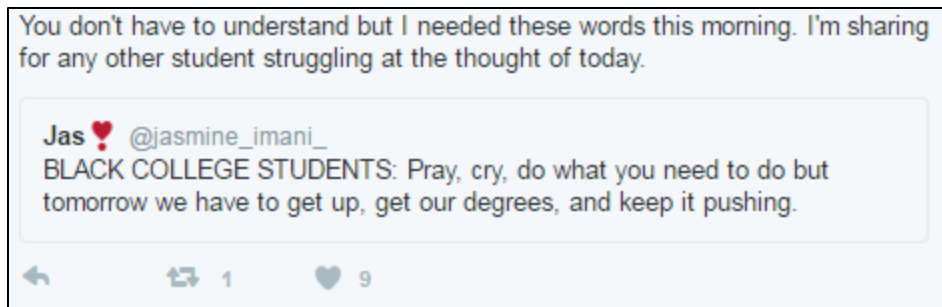 You don't have to understand but I needed these words this morning. I'm sharing
for any other student struggling at the thought of today.
Jas❣ @jasmine_imani_
BLACK COLLEGE STUDENTS: Pray, cry, do what you need to do but
tomorrow we have to get up, get our degrees, and keep it pushing.
1 9